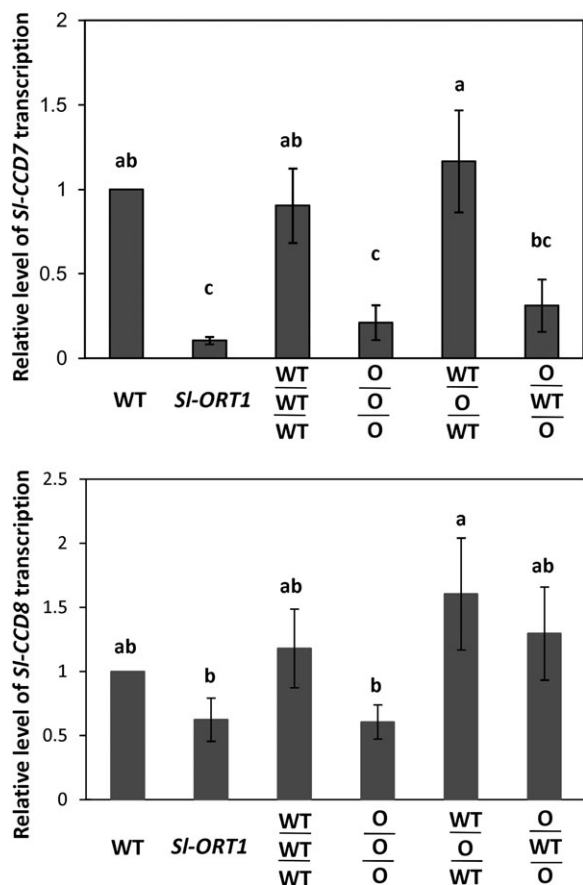 Relative level of Sl-CCD7 transcription
2
1.5
1
0.5
0
ab
c
ab
c
a
bc
WT
Sl-ORT1
WT
WT
WT
O
O
O
WT
O
WT
O
WT
O
Relative level of Sl-CCD8 transcription
2.5
2
1.5
1
0.5
0
ab
b
ab
b
a
ab
WT
Sl-ORT1
WT
WT
WT
O
O
O
WT
O
WT
O
WT
O